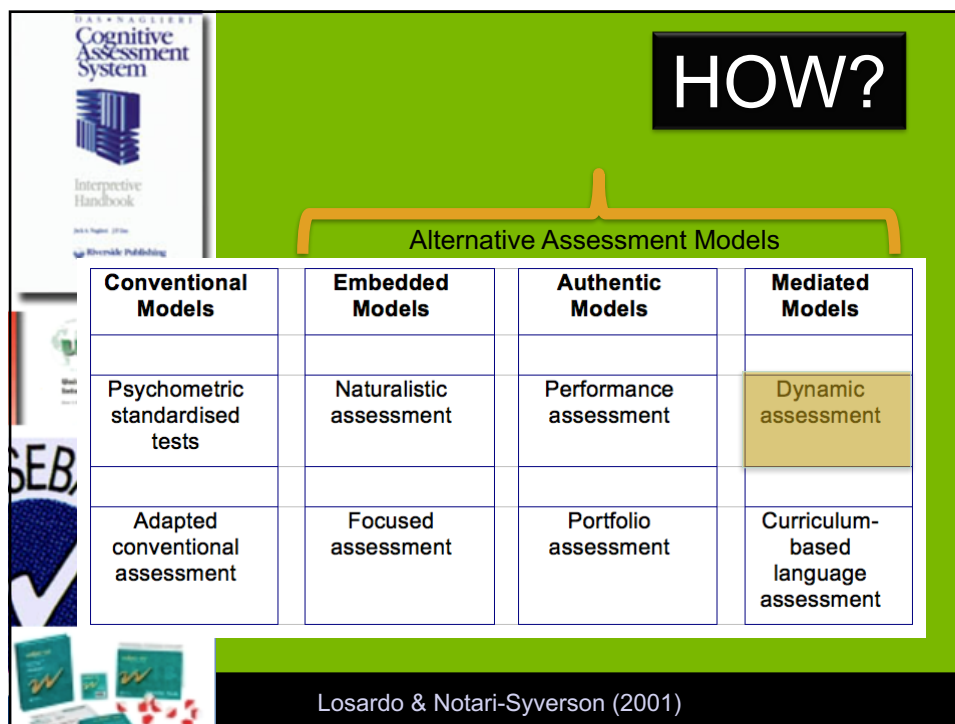 DAS • NAGLIERI
Cognitive
Assessment
System
Interpretive
Handbook
Riverside Publishing
HOW?
Alternative Assessment Models
Conventional Models
Embedded Models
Authentic Models
Mediated Models
Psychometric standardised tests
Naturalistic assessment
Performance assessment
Dynamic assessment
Adapted conventional assessment
Focused assessment
Portfolio assessment
Curriculum-based language assessment
SEB
Losardo & Notari-Syverson (2001)